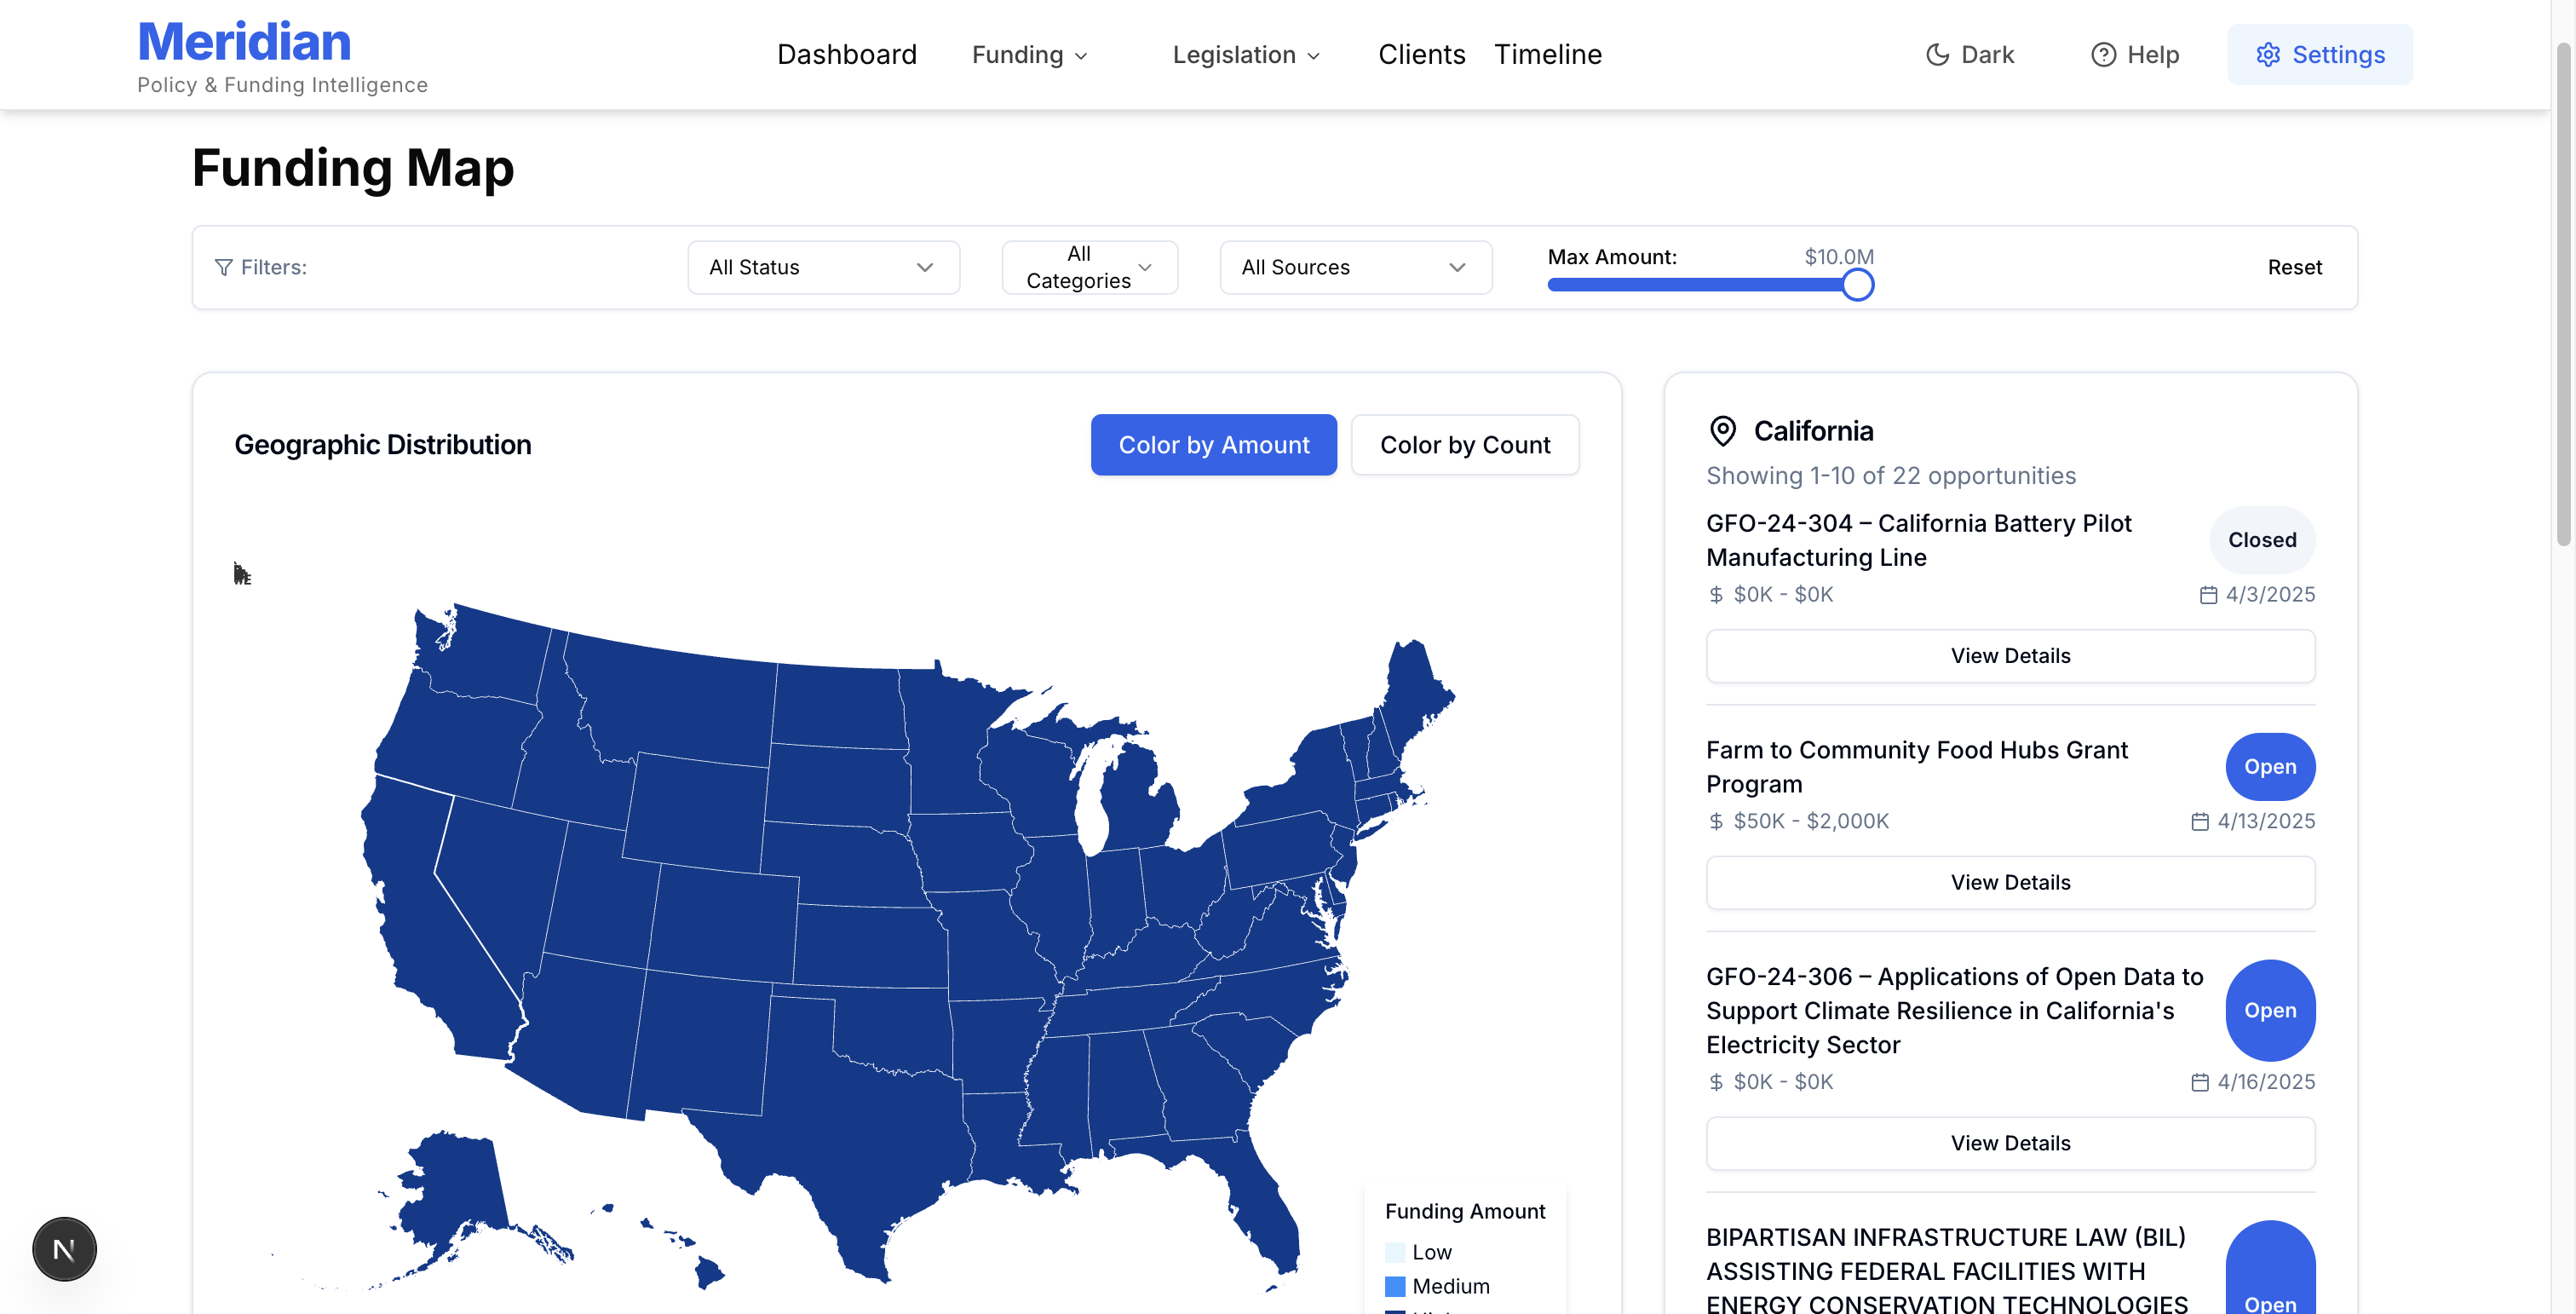 Meridian
Policy & Funding Intelligence
Dashboard
Funding
Legislation
Clients
Timeline
Dark
Help
Settings
Funding Map
Filters:
All Status
All
Categories
All Sources
Max Amount:
$10.0M
Reset
Geographic Distribution
Color by Amount
Color by Count
Funding Amount
Low
Medium
N
California
Showing 1-10 of 22 opportunities
GFO-24-304 – California Battery Pilot
Manufacturing Line
Closed
$ $0K - $0K
4/3/2025
View Details
Farm to Community Food Hubs Grant
Program
Open
$ $50K - $2,000K
4/13/2025
View Details
GFO-24-306 – Applications of Open Data to
Support Climate Resilience in California's
Electricity Sector
Open
$ $0K - $0K
4/16/2025
View Details
BIPARTISAN INFRASTRUCTURE LAW (BIL)
ASSISTING FEDERAL FACILITIES WITH
ENERGY CONSERVATION TECHNOLOGIES
Open